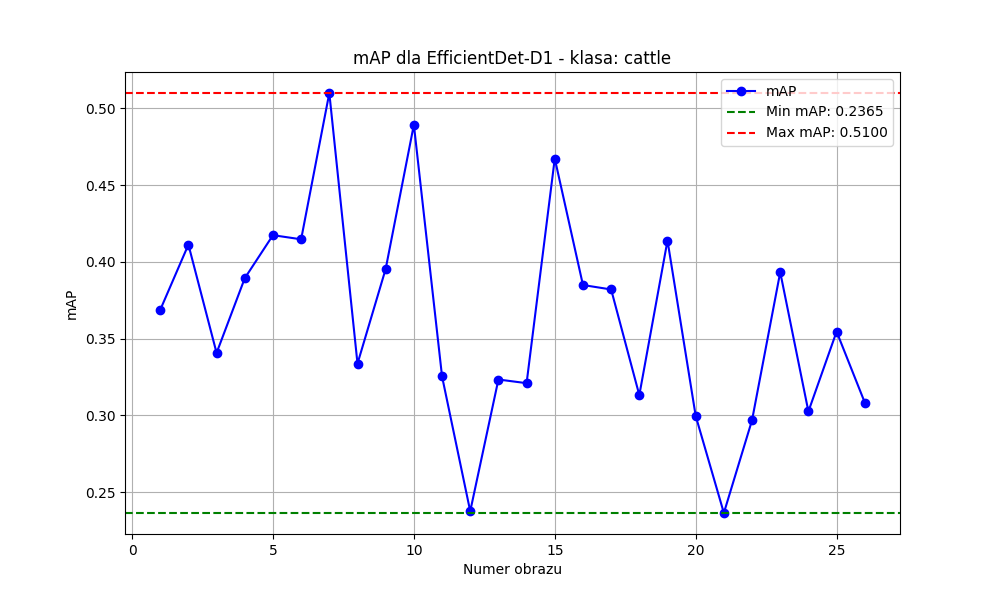 mAP dla EfficientDet-D1 - klasa: cattle
mAP
Min mAP: 0.2365
Max mAP: 0.5100
0.50
0.45
0.40
0.35
0.30
0.25
mAP
0 5 10 15 20 25
Numer obrazu